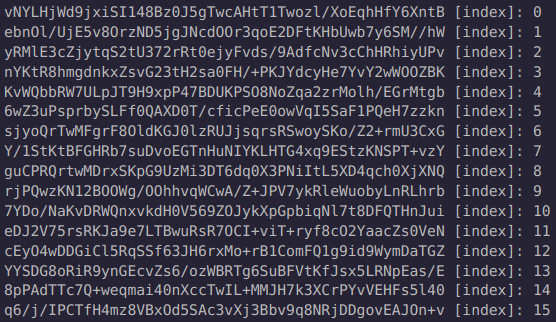 vNYLHjWd9jxiSI148Bz0J5gTwcAHtT1Twozl/XoEqhHfY6XntB [index]: 0
ebnOl/UjE5v8OrzND5jgJNcdOOr3qoE2DFtKHbUwb7y6SM//hW [index]: 1
yRMlE3cZjytqS2tU372rRt0ejyFvds/9AdfcNv3cChHRhiyUPv [index]: 2
nYKtR8hmgdnkxZsvG23tH2sa0FH/+PKJYdcyHe7YvY2wWOOZBK [index]: 3
KvWQbbRW7ULpJT9H9xpP47BDUKPSO8NoZqa2zrMolh/EGrMtgb [index]: 4
6wZ3uPsprbySLFf0QAXD0T/cficPeE0owVqI5SaF1PQeH7zzkn [index]: 5
sjyoQrTwMFgrF8OldKGJ0lzRUJjsqrsRSwoySKo/Z2+rmU3CxG [index]: 6
Y/1StKtBFGHRb7suDvoEGTnHuNIYKLHTG4xq9EStzKNSPT+vzY [index]: 7
guCPRQrtwMDrxSKpG9UzMi3DT6dq0X3PNiItL5XD4qch0XjXNQ [index]: 8
rjPQwzKN12BOOWg/OOhhvqWCwA/Z+JPV7ykRleWuobyLnRLhrb [index]: 9
7YDo/NaKvDRWQnxvkdH0V569ZOJykXpGpbiqNl7t8DFQTHnJui [index]: 10
eDJ2V75rsRKJa9e7LTBwuRsR7OCI+viT+ryf8cO2YaacZs0VeN [index]: 11
cEyO4wDDGiCl5RqSSf63JH6rxMo+rB1ComFQ1g9id9WymDaTGZ [index]: 12
YYSDG8oRiR9ynGEcvZs6/ozWBRTg6SuBFVtKfJsx5LRNpEas/E [index]: 13
8pPAdTTc7Q+weqmai40nXccTwIL+MMJH7k3XCrPYvVEHFs5l40 [index]: 14
q6/j/IPCTfH4mz8VBxOd5SAc3vXj3Bbv9q8NRjDDgovEAJOn+v [index]: 15